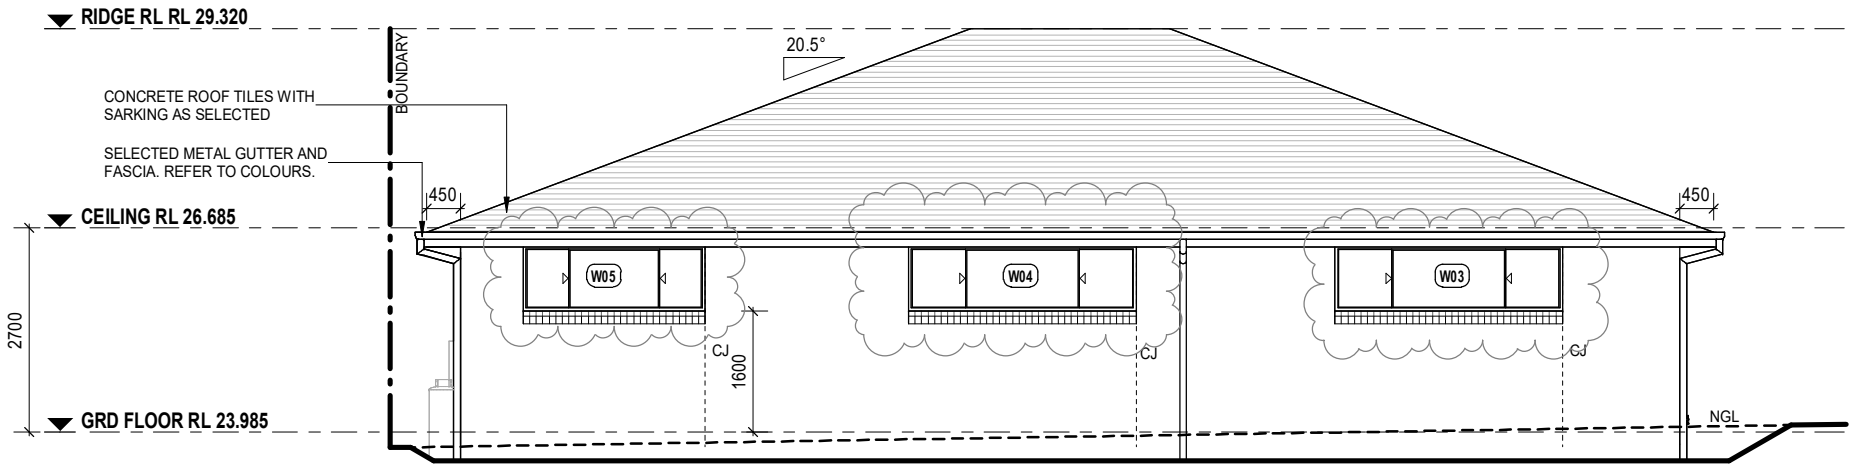 RIDGE RL RL 29.320
BOUNDARY
20.5°
CONCRETE ROOF TILES WITH
SARKING AS SELECTED
SELECTED METAL GUTTER AND
FASCIA. REFER TO COLOURS.
450
450
CEILING RL 26.685
W05
W04
W03
2700
CJ
CJ
CJ
1600
GRD FLOOR RL 23.985
NGL